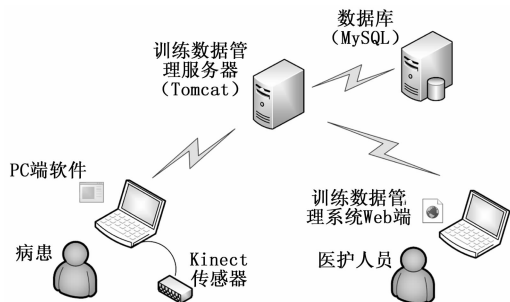 数据库
（MySQL）
训练数据管
理服务器
（Tomcat）
PC端软件
病患
Kinect
传感器
训练数据管
理系统Web端
医护人员